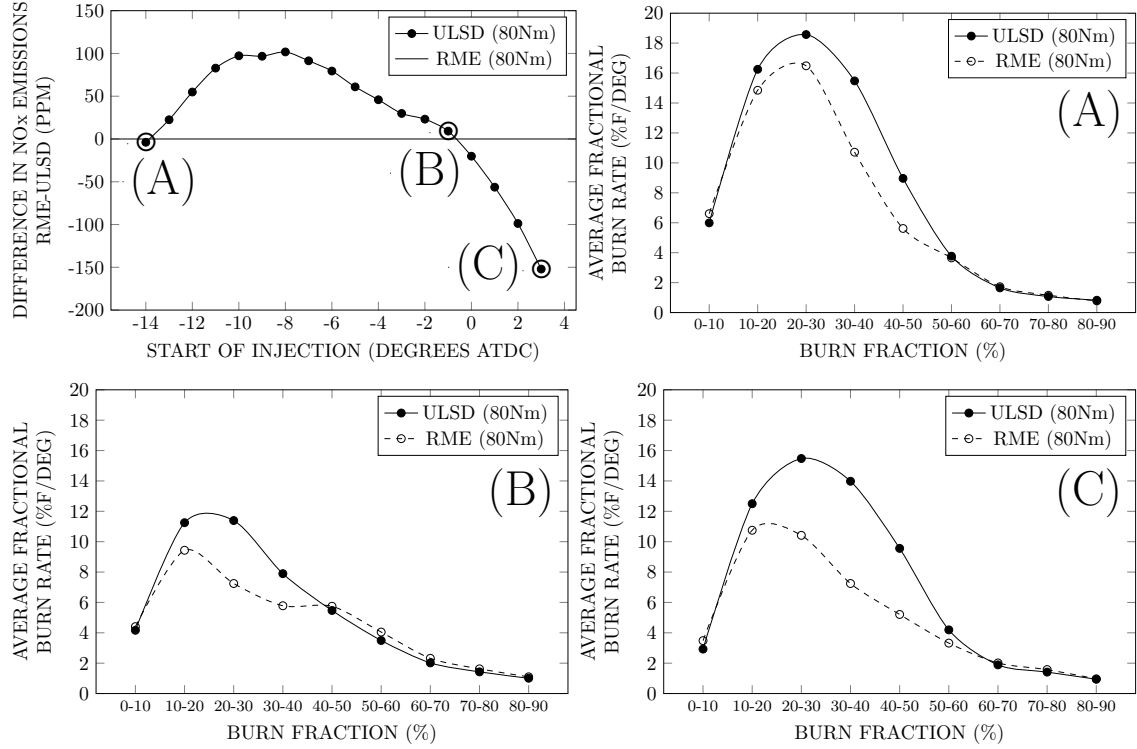 DIFFERENCE IN NOx EMISSIONS
RME-ULSD (PPM)
150
100
50
0
-50
-100
-150
-200
ULSD (80Nm)
RME (80Nm)
(A)
(B)
(C)
-14 -12 -10 -8 -6 -4 -2 0 2 4
START OF INJECTION (DEGREES ATDC)
AVERAGE FRACTIONAL
BURN RATE (%F/DEG)
20
18
16
14
12
10
8
6
4
2
0
ULSD (80Nm)
RME (80Nm)
(A)
0-10 10-20 20-30 30-40 40-50 50-60 60-70 70-80 80-90
BURN FRACTION (%)
AVERAGE FRACTIONAL
BURN RATE (%F/DEG)
20
18
16
14
12
10
8
6
4
2
0
ULSD (80Nm)
RME (80Nm)
(B)
0-10 10-20 20-30 30-40 40-50 50-60 60-70 70-80 80-90
BURN FRACTION (%)
AVERAGE FRACTIONAL
BURN RATE (%F/DEG)
20
18
16
14
12
10
8
6
4
2
0
ULSD (80Nm)
RME (80Nm)
(C)
0-10 10-20 20-30 30-40 40-50 50-60 60-70 70-80 80-90
BURN FRACTION (%)